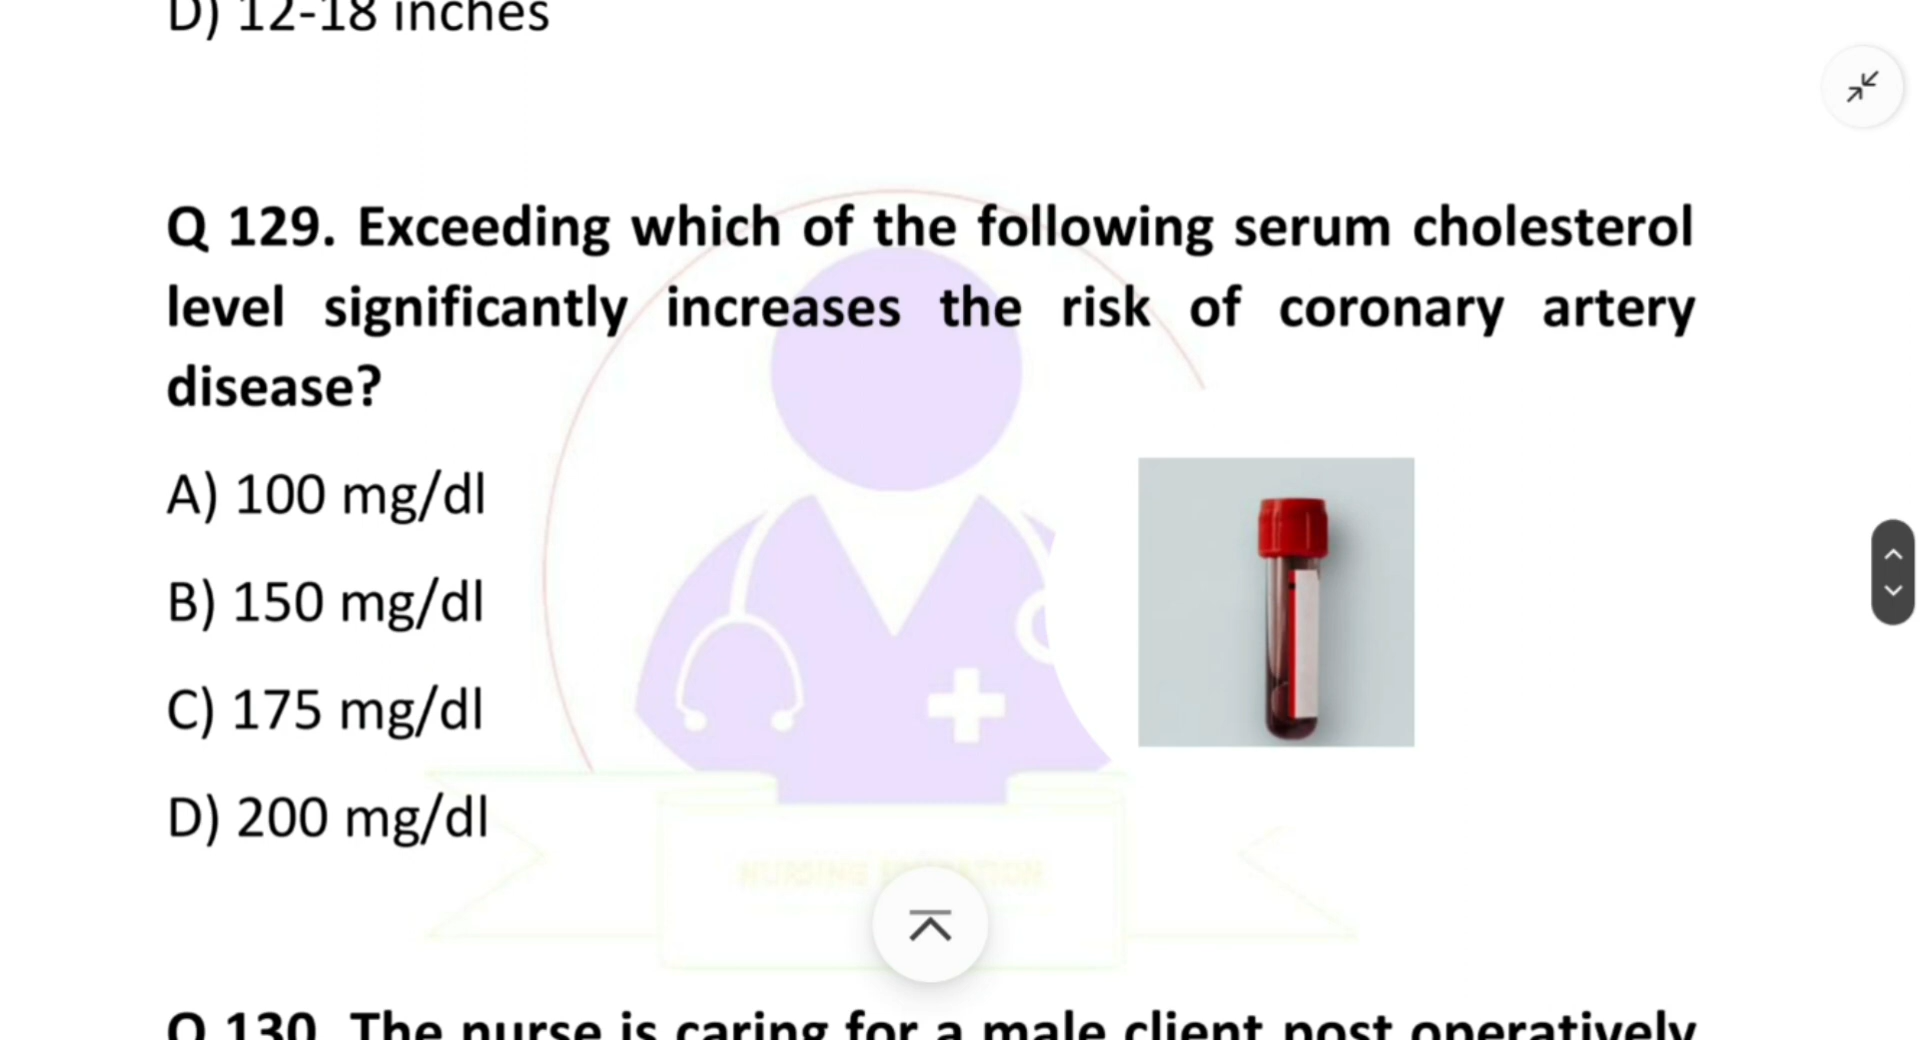 D) 12-18 inches
Q 129. Exceeding which of the following serum cholesterol
level significantly increases the risk of coronary artery
disease?
A) 100 mg/dl
B) 150 mg/dl
C) 175 mg/dl
D) 200 mg/dl
NURSING
Q 130. The nurse is caring for a male client post operatively